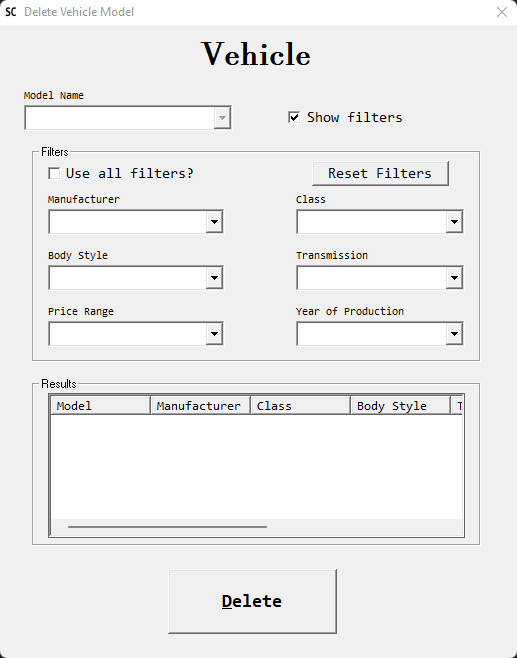 SC Delete Vehicle Model
Vehicle
Model Name
Show filters
Filters
Use all filters?
Reset Filters
Manufacturer
Class
Body Style
Transmission
Price Range
Year of Production
Results
Model Manufacturer Class Body Style T
Delete